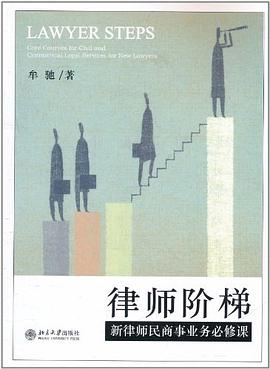 LAWYER STEPS
Core Courses for Civil and
Commercial Legal Services for New Lawyers
牟 驰/著
律师阶梯
新律师民商事业务必修课
北京大学出版社